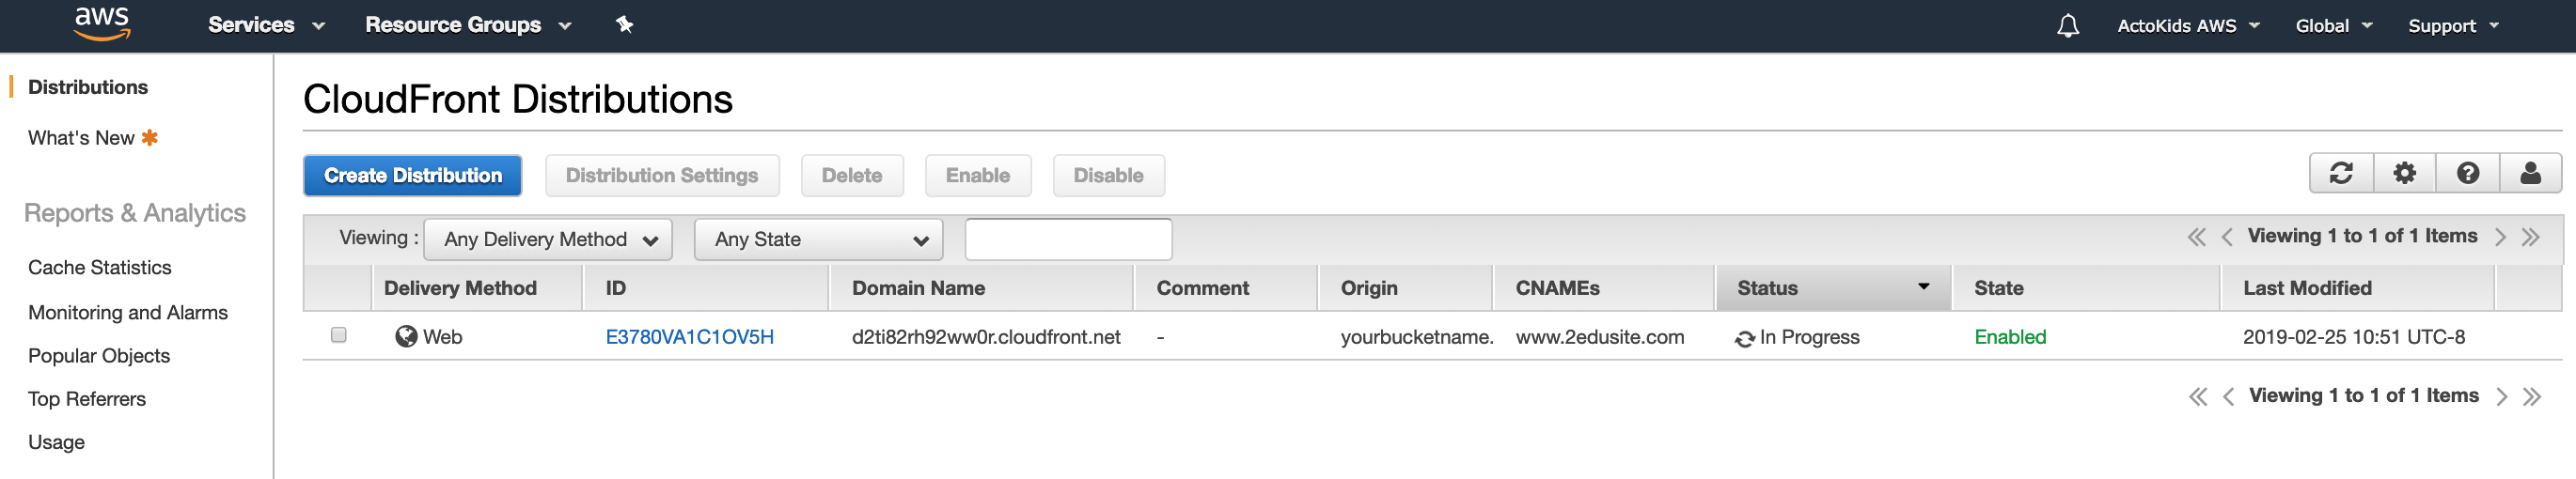 aws Services Resource Groups ActoKids AWS Global Support
Distributions
What's New
Reports & Analytics
Cache Statistics
Monitoring and Alarms
Popular Objects
Top Referrers
Usage
CloudFront Distributions
Create Distribution Distribution Settings Delete Enable Disable
Viewing : Any Delivery Method Any State Viewing 1 to 1 of 1 Items
Delivery Method ID Domain Name Comment Origin CNAMEs Status State Last Modified
Web E3780VA1C1OV5H d2ti82rh92ww0r.cloudfront.net - yourbucketname. www.2edusite.com In Progress Enabled 2019-02-25 10:51 UTC-8
Viewing 1 to 1 of 1 Items